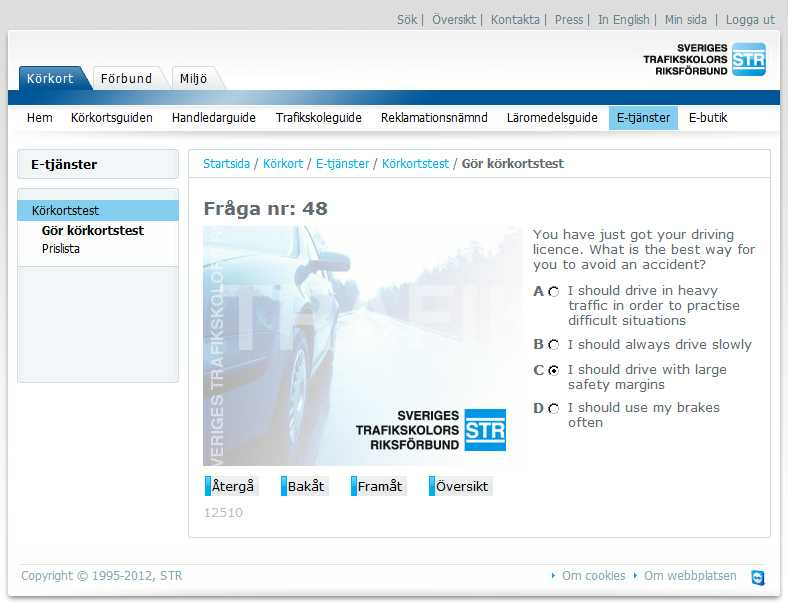 Sök | Översikt | Kontakta | Press | In English | Min sida | Logga ut
SVERIGES
TRAFIKSKOLORS
RIKSFÖRBUND
STR
Körkort Förbund Miljö
Hem Körkortsguiden Handledarguide Trafikskoleguide Reklamationsnämnd Läromedelsguide E-tjänster E-butik
E-tjänster
Körkortstest
Gör körkortstest
Prislista
Startsida / Körkort / E-tjänster / Körkortstest / Gör körkortstest
Fråga nr: 48
SVERIGES TRAFIKSKOLOR
TRAFI
SVERIGES
TRAFIKSKOLORS
RIKSFÖRBUND
STR
You have just got your driving
licence. What is the best way for
you to avoid an accident?
A I should drive in heavy
traffic in order to practise
difficult situations
B I should always drive slowly
C I should drive with large
safety margins
D I should use my brakes
often
Återgå Bakåt Framåt Översikt
12510
Copyright © 1995-2012, STR
Om cookies Om webbplatsen